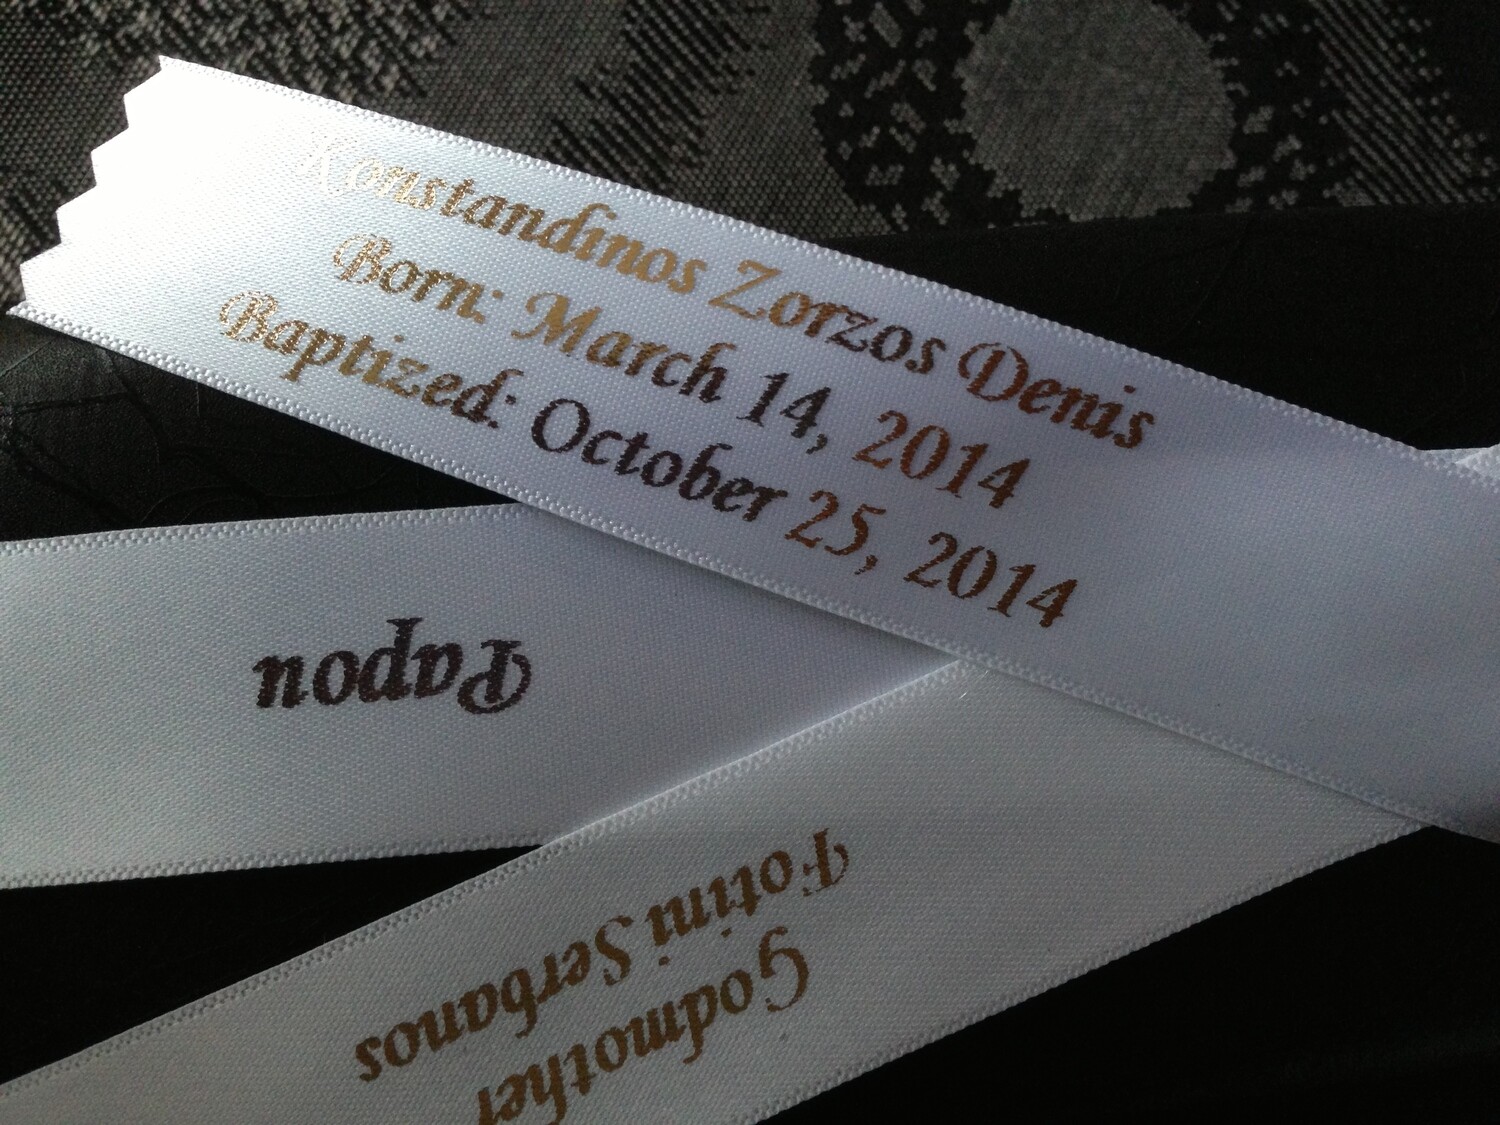 Konstandinos Zorzos Denis
Born: March 14, 2014
Baptized: October 25, 2014
Papou
Godmother
Fotini Serbanos